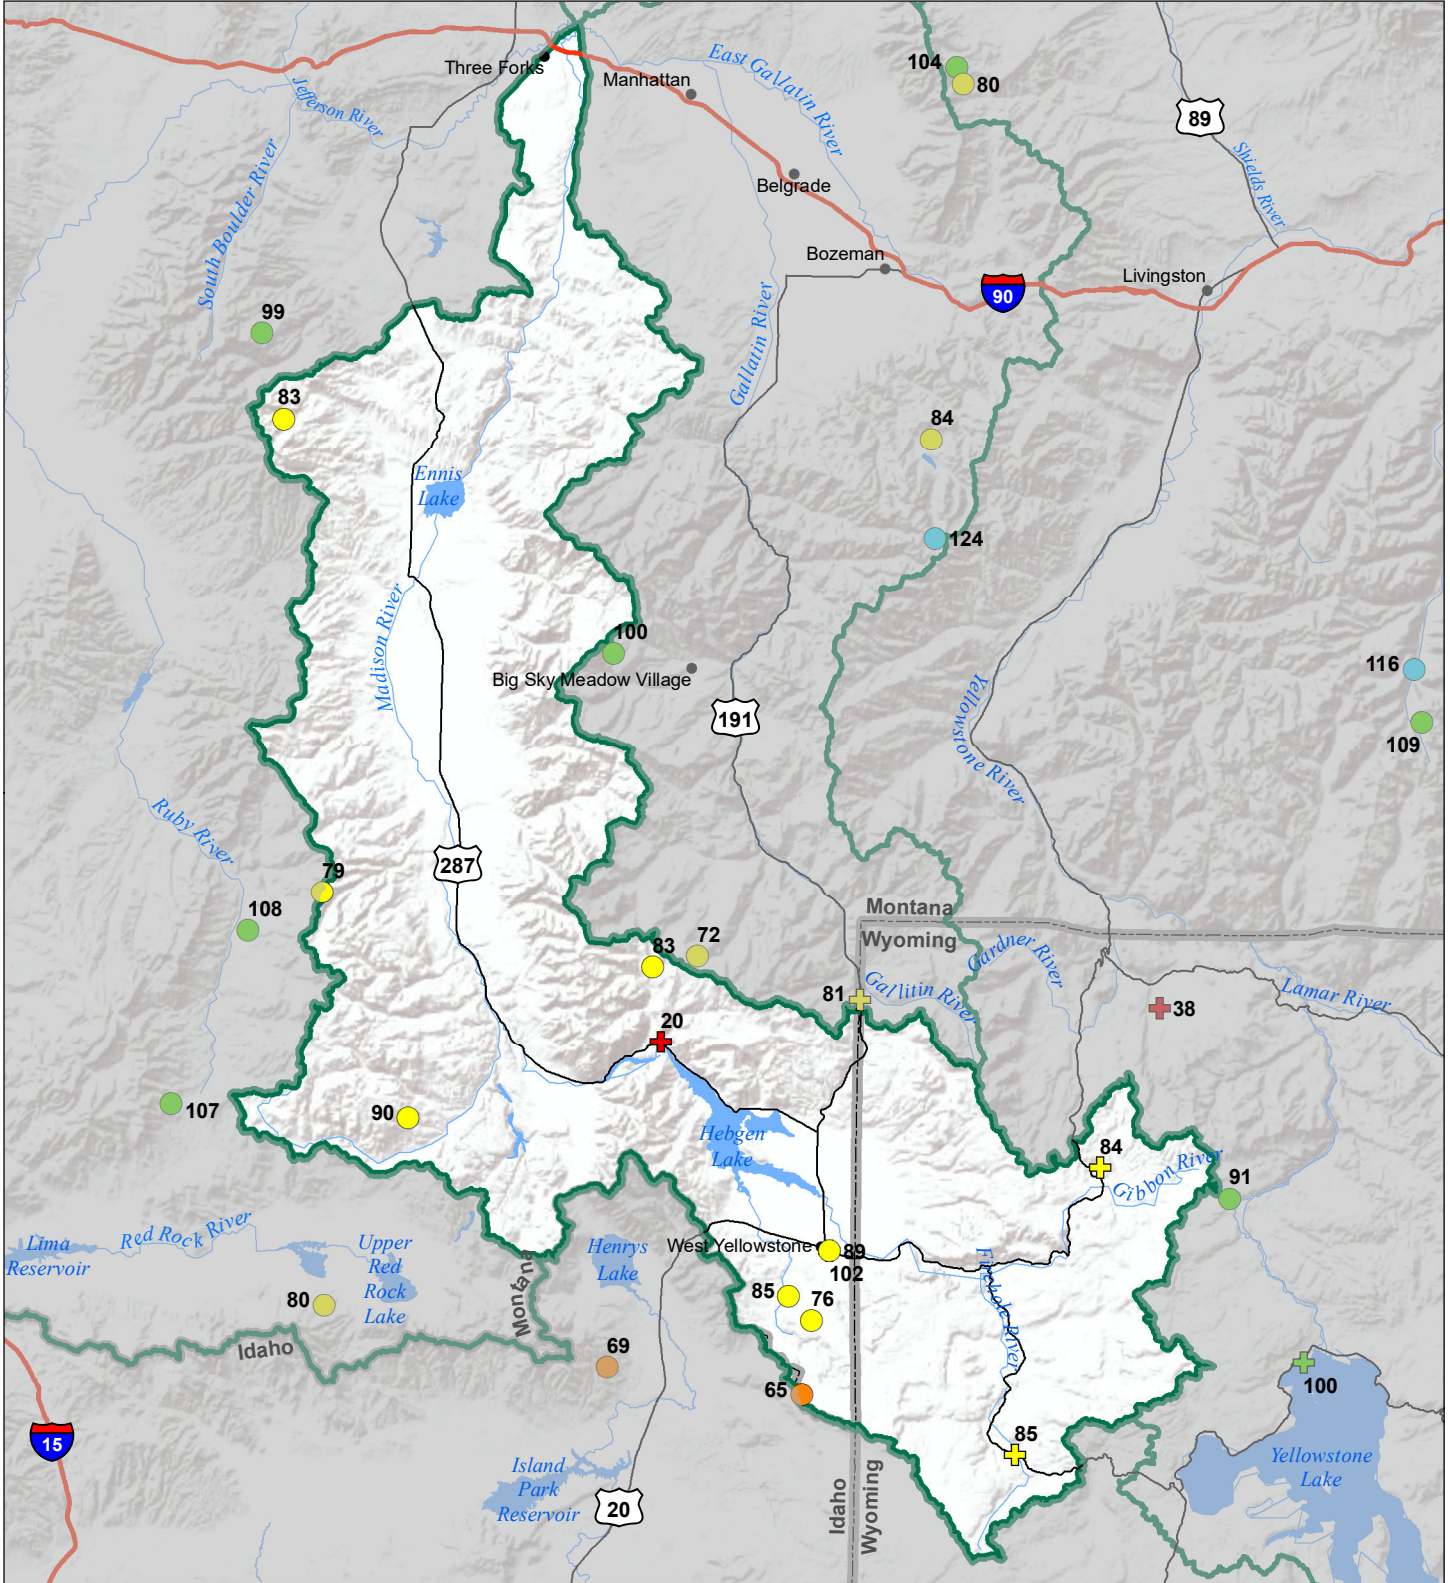 Three Forks
Manhattan
East Gallatin River
104
80
89
Jefferson River
Shields River
South Boulder River
Belgrade
Bozeman
Livingston
90
99
Gallatin River
83
84
Ennis
Lake
124
Madison River
100
Big Sky Meadow Village
116
191
Yellowstone River
109
Ruby River
287
79
108
Montana
Wyoming
72
83
Gardner River
81
Gallitin River
Lamar River
38
20
107
90
Hebgen
Lake
84
Gibbon River
91
Red Rock River
Lima
Reservoir
Upper
Red
Rock
Lake
Henrys
Lake
West Yellowstone
89
102
Montana
85
76
Firehole River
80
Idaho
69
65
100
15
85
Island
Park
Reservoir
Yellowstone
Lake
20
Idaho
Wyoming